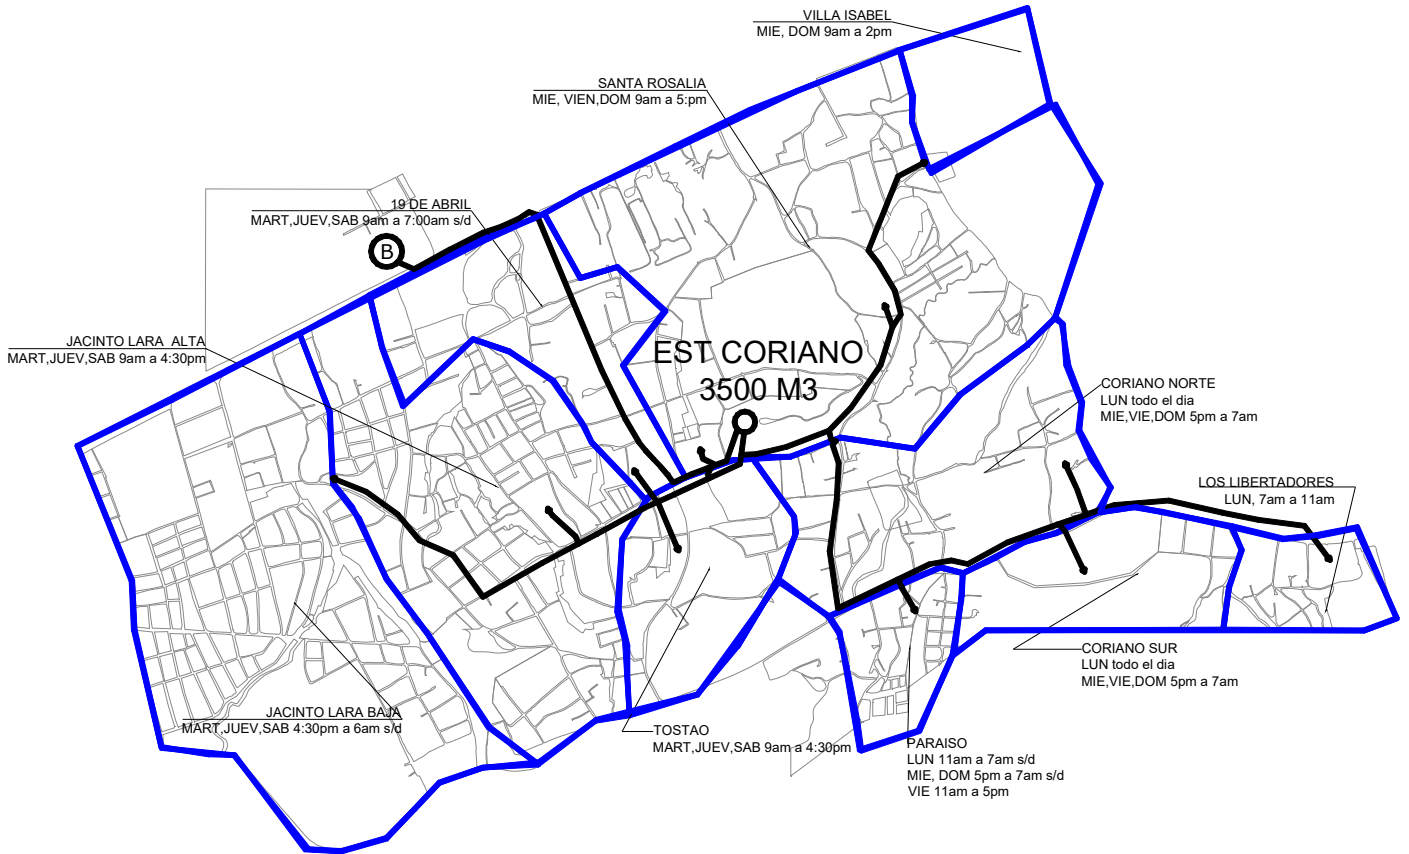 VILLA ISABEL
MIE, DOM 9am a 2pm
SANTA ROSALIA
MIE, VIEN,DOM 9am a 5:pm
19 DE ABRIL
MART,JUEV,SAB 9am a 7:00am s/d
B
JACINTO LARA ALTA
MART,JUEV,SAB 9am a 4:30pm
EST CORIANO
3500 M3
CORIANO NORTE
LUN todo el dia
MIE,VIE,DOM 5pm a 7am
LOS LIBERTADORES
LUN, 7am a 11am
CORIANO SUR
LUN todo el dia
MIE,VIE,DOM 5pm a 7am
JACINTO LARA BAJA
MART,JUEV,SAB 4:30pm a 6am s/d
TOSTAO
MART,JUEV,SAB 9am a 4:30pm
PARAISO
LUN 11am a 7am s/d
MIE, DOM 5pm a 7am s/d
VIE 11am a 5pm